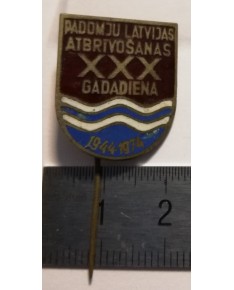 PADOMJU LATVIJAS
ATBRĪVOŠANAS
XXX
GADADIENA
1944-1974
1 2